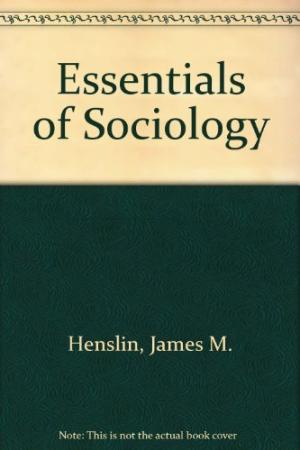 Essentials
of Sociology
Henslin, James M.
Note: This is not the actual book cover